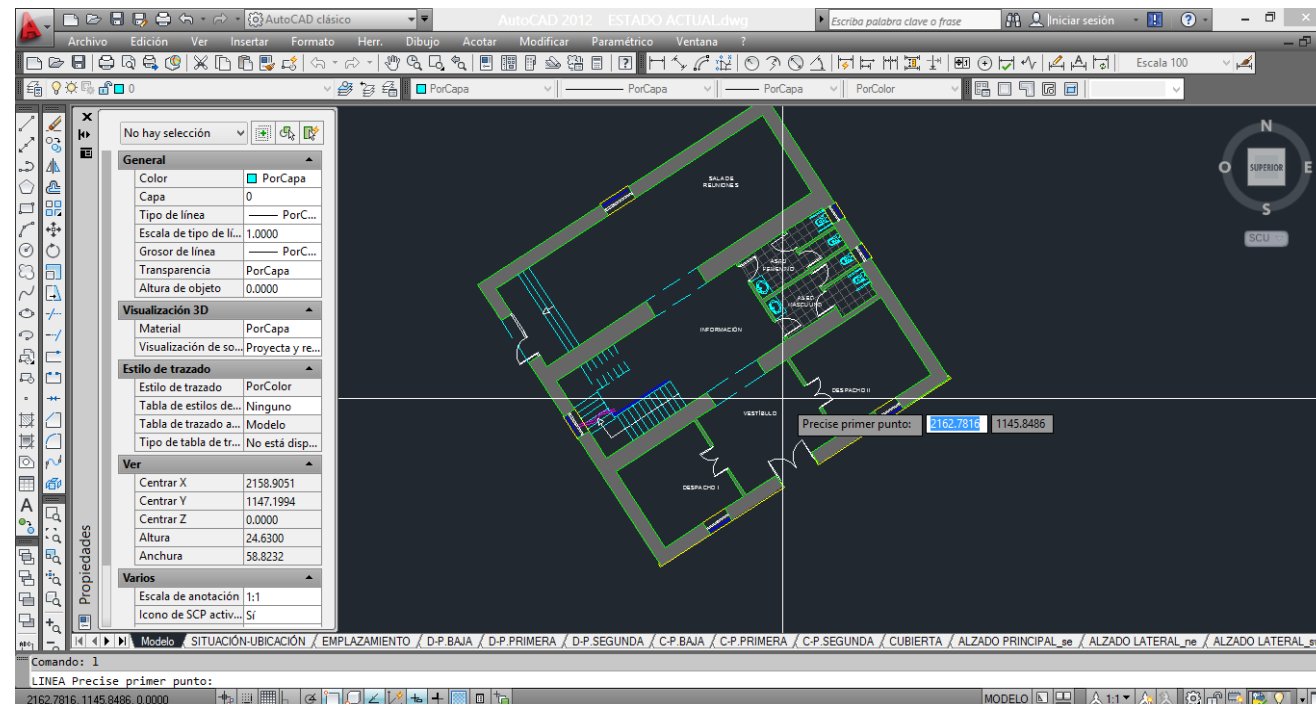 AutoCAD clásico
AutoCAD 2012 ESTADO ACTUAL.dwg
Escriba palabra clave o frase
Iniciar sesión
Archivo Edición Ver Insertar Formato Herr. Dibujo Acotar Modificar Paramétrico Ventana ?
Escala 100
0
PorCapa
PorCapa
PorCapa
PorColor
No hay selección
General
Color PorCapa
Capa 0
Tipo de línea PorC...
Escala de tipo de lí... 1.0000
Grosor de línea PorC...
Transparencia PorCapa
Altura de objeto 0.0000
Visualización 3D
Material PorCapa
Visualización de so... Proyecta y re...
Estilo de trazado
Estilo de trazado PorColor
Tabla de estilos de... Ninguno
Tabla de trazado a... Modelo
Tipo de tabla de tr... No está disp...
Ver
Centrar X 2158.9051
Centrar Y 1147.1994
Centrar Z 0.0000
Altura 24.6300
Anchura 58.8232
Varios
Escala de anotación 1:1
Icono de SCP activ... Sí
Propiedades
SALA DE
REUNIONES
ASEO
FEMENINO
ASEO
MASCULINO
INFORMACIÓN
DESPACHO II
VESTÍBULO
DESPACHO I
Precise primer punto: 2162.7816 1145.8486
N
O SUPERIOR E
S
SCU
Modelo SITUACIÓN-UBICACIÓN EMPLAZAMIENTO D-P.BAJA D-P.PRIMERA D-P.SEGUNDA C-P.BAJA C-P.PRIMERA C-P.SEGUNDA CUBIERTA ALZADO PRINCIPAL_se ALZADO LATERAL_ne ALZADO LATERAL_s
Comando: l
LINEA Precise primer punto:
2162.7816, 1145.8486, 0.0000
MODELO
1:1